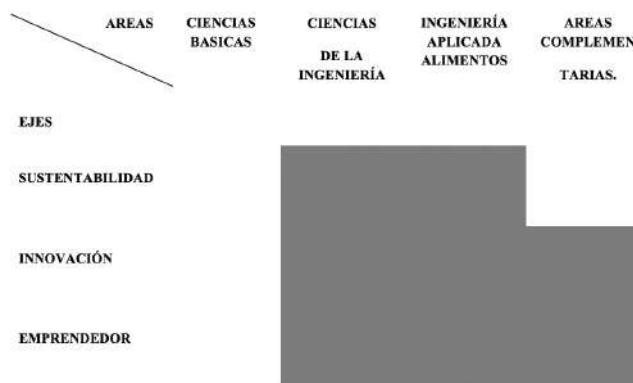 AREAS
CIENCIAS
BASICAS
CIENCIAS
DE LA
INGENIERÍA
INGENIERÍA
APLICADA
ALIMENTOS
AREAS
COMPLEMEN
TARIAS.
EJES
SUSTENTABILIDAD
INNOVACIÓN
EMPRENDEDOR